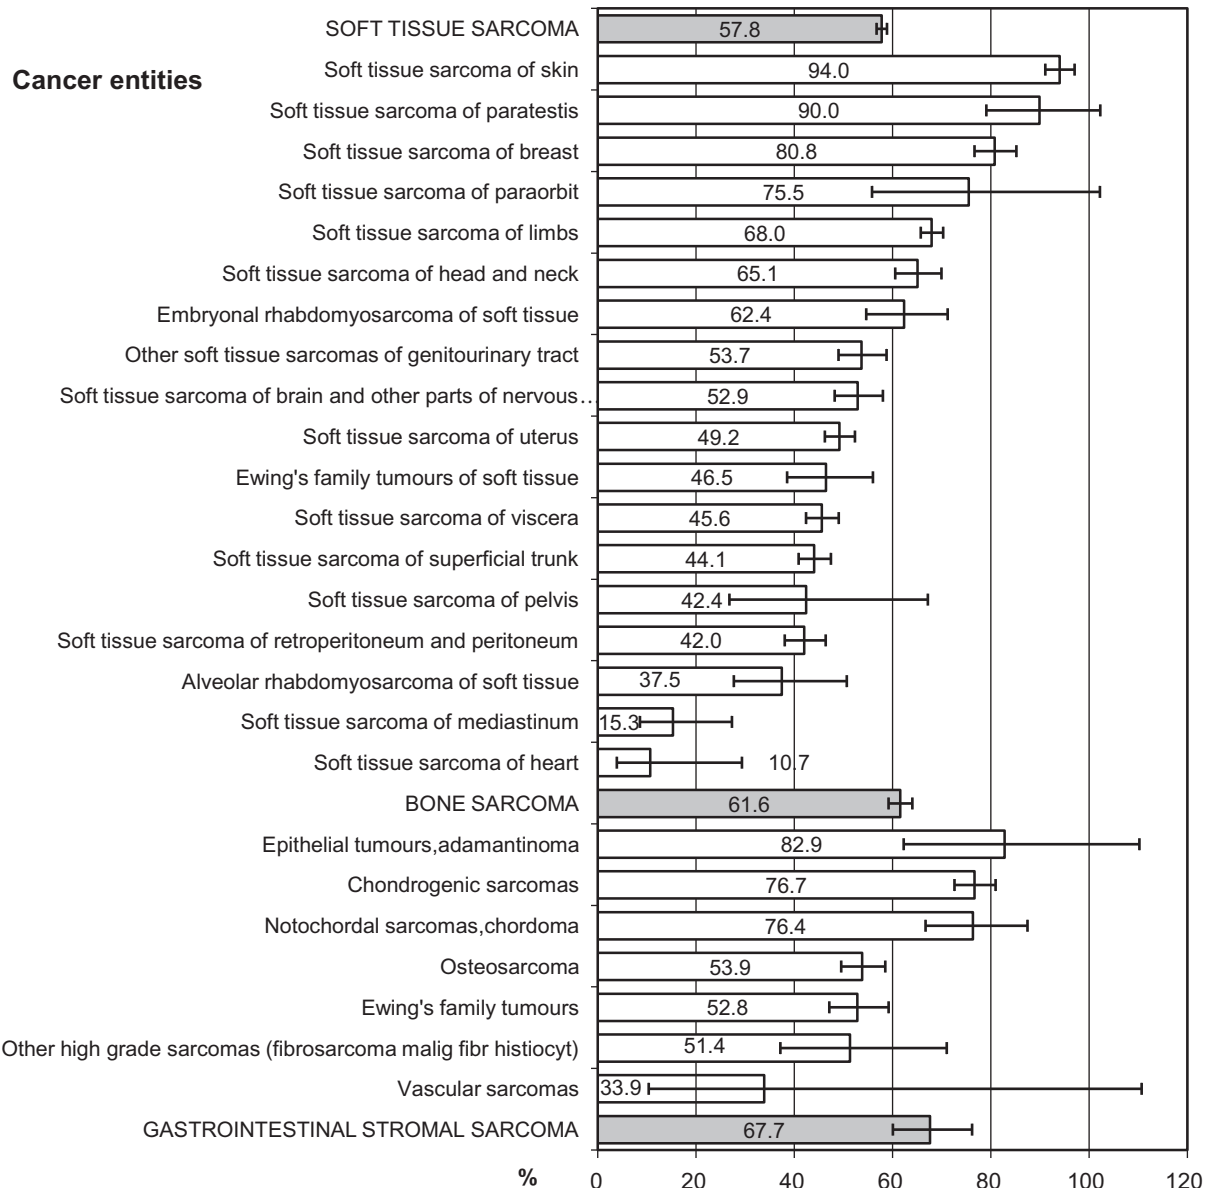 SOFT TISSUE SARCOMA 57.8
Soft tissue sarcoma of skin 94.0
Cancer entities
Soft tissue sarcoma of paratestis 90.0
Soft tissue sarcoma of breast 80.8
Soft tissue sarcoma of paraorbit 75.5
Soft tissue sarcoma of limbs 68.0
Soft tissue sarcoma of head and neck 65.1
Embryonal rhabdomyosarcoma of soft tissue 62.4
Other soft tissue sarcomas of genitourinary tract 53.7
Soft tissue sarcoma of brain and other parts of nervous... 52.9
Soft tissue sarcoma of uterus 49.2
Ewing's family tumours of soft tissue 46.5
Soft tissue sarcoma of viscera 45.6
Soft tissue sarcoma of superficial trunk 44.1
Soft tissue sarcoma of pelvis 42.4
Soft tissue sarcoma of retroperitoneum and peritoneum 42.0
Alveolar rhabdomyosarcoma of soft tissue 37.5
Soft tissue sarcoma of mediastinum 15.3
Soft tissue sarcoma of heart 10.7
BONE SARCOMA 61.6
Epithelial tumours,adamantinoma 82.9
Chondrogenic sarcomas 76.7
Notochordal sarcomas,chordoma 76.4
Osteosarcoma 53.9
Ewing's family tumours 52.8
Other high grade sarcomas (fibrosarcoma malig fibr histiocyt) 51.4
Vascular sarcomas 33.9
GASTROINTESTINAL STROMAL SARCOMA 67.7
% 0 20 40 60 80 100 120